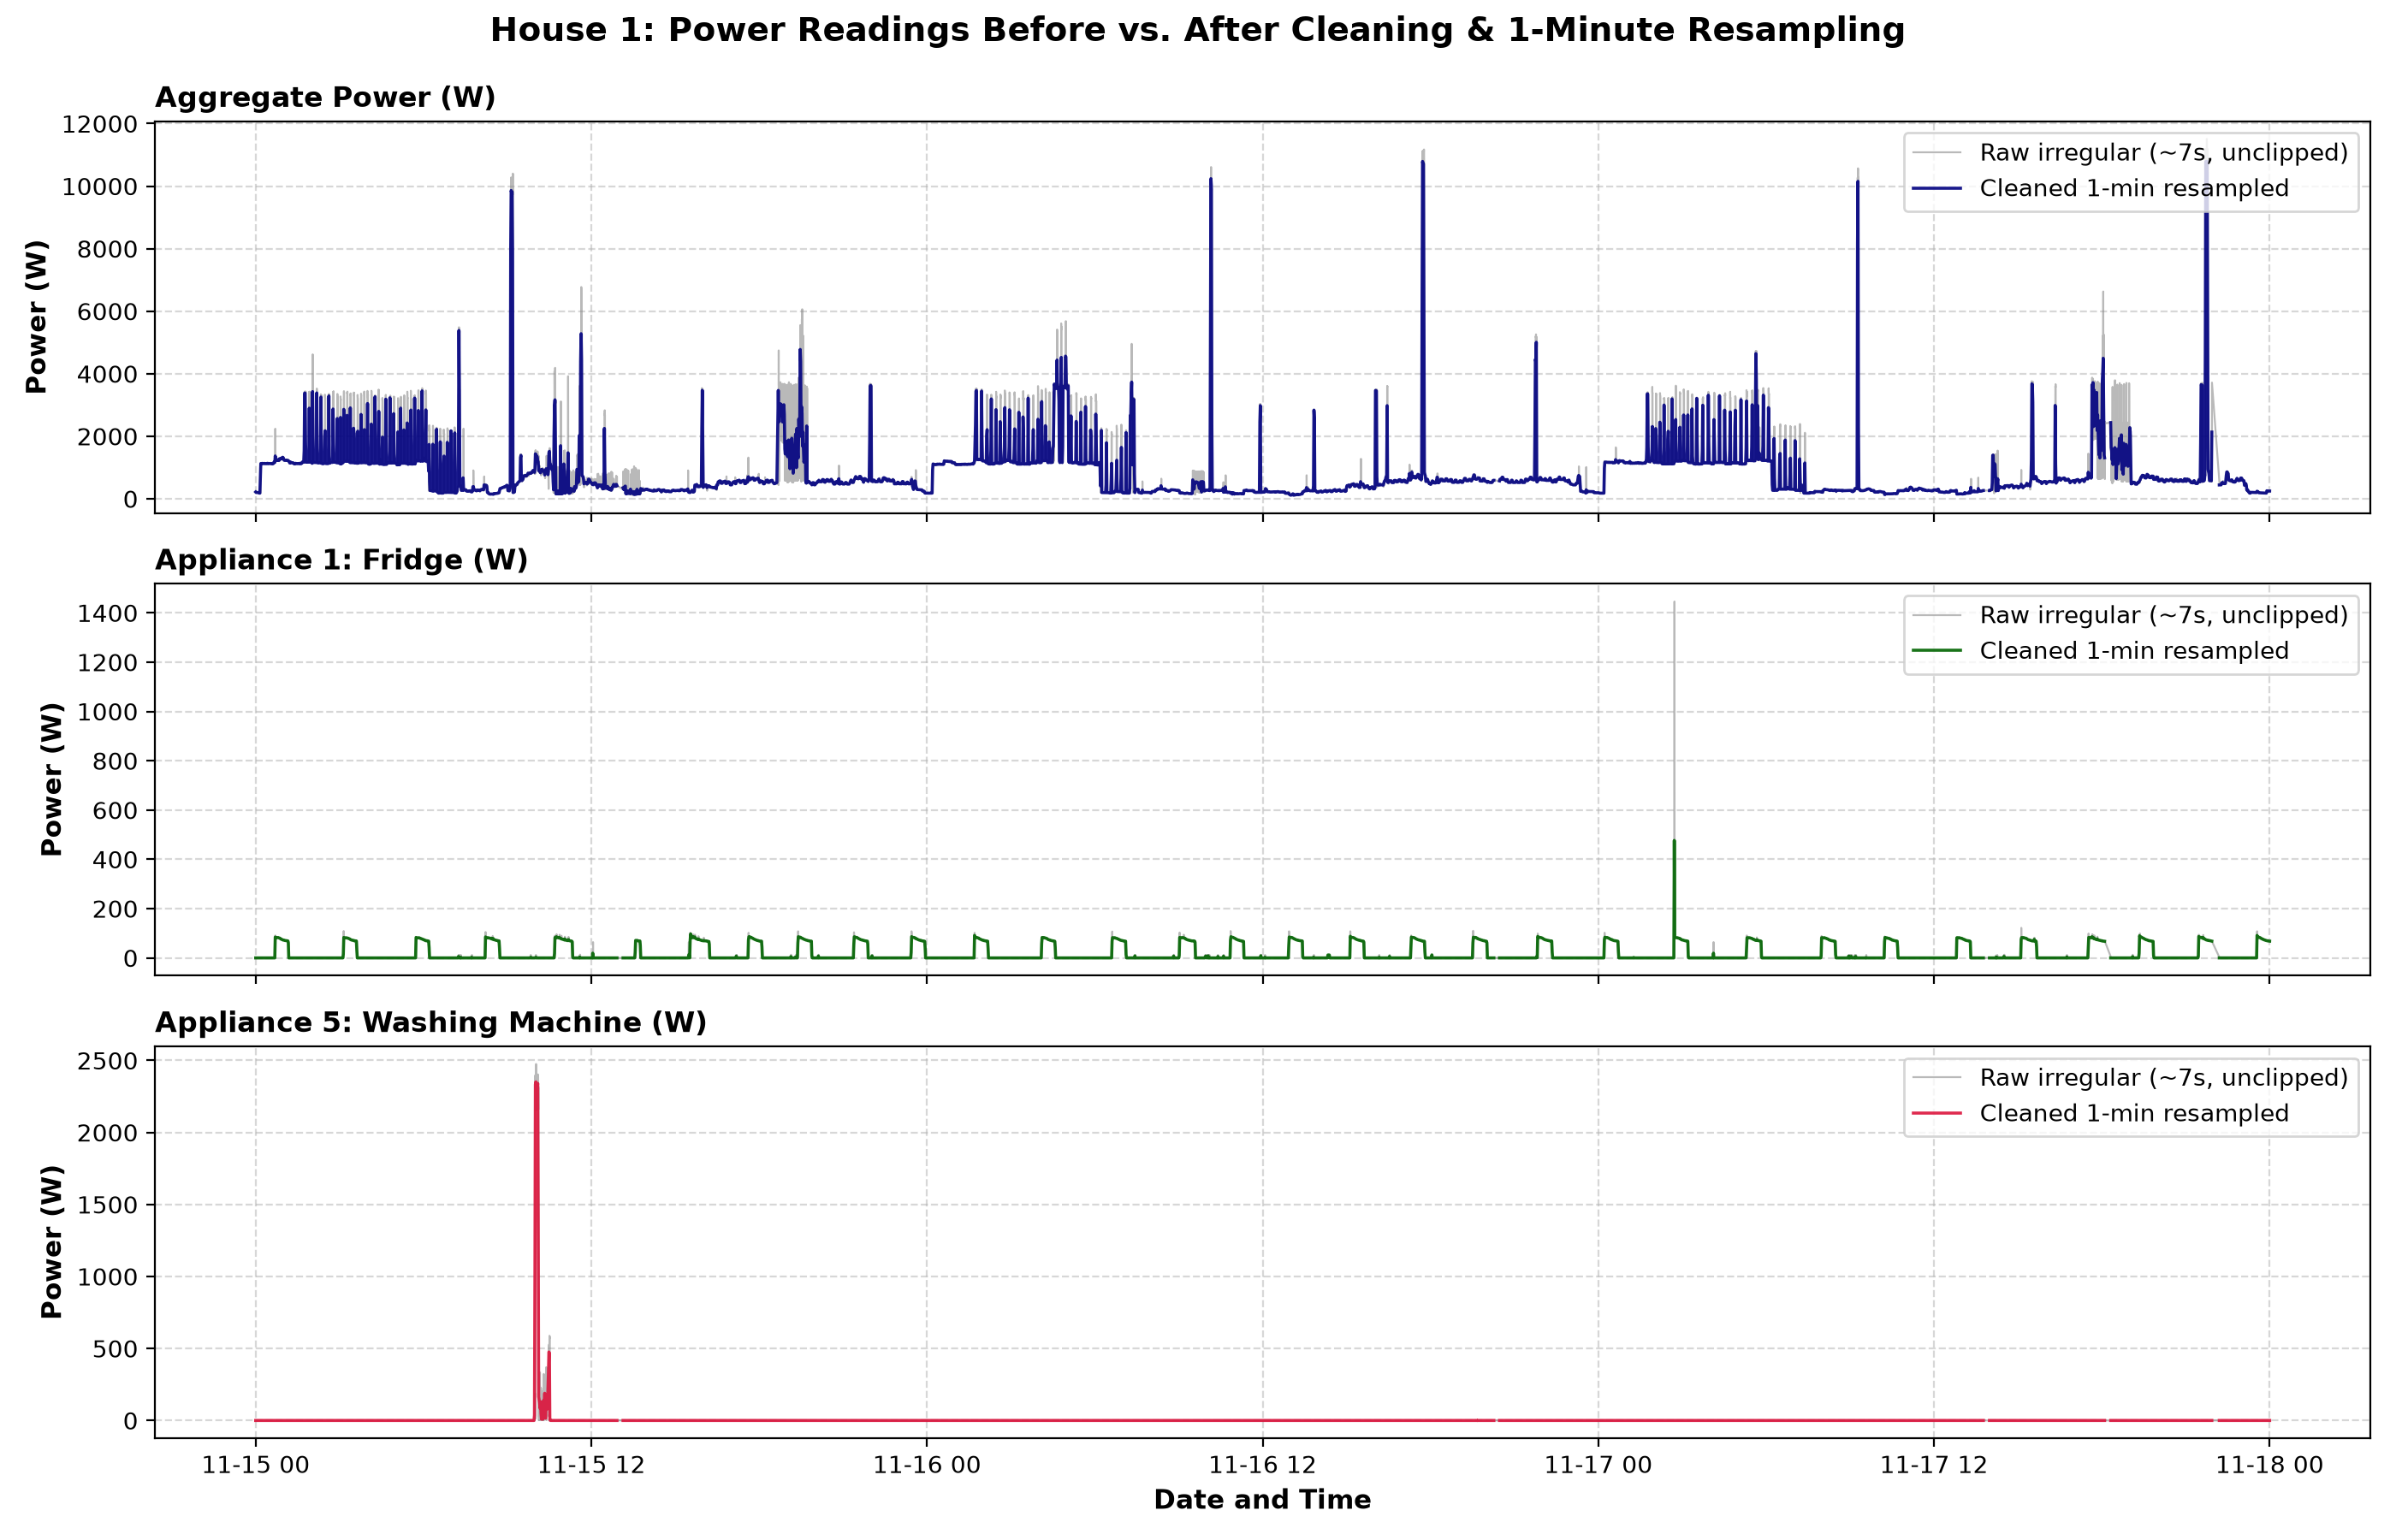 House 1: Power Readings Before vs. After Cleaning & 1-Minute Resampling
Aggregate Power (W)
12000
10000
8000
6000
4000
2000
0
Power (W)
Raw irregular (~7s, unclipped)
Cleaned 1-min resampled
Appliance 1: Fridge (W)
1400
1200
1000
800
600
400
200
0
Power (W)
Raw irregular (~7s, unclipped)
Cleaned 1-min resampled
Appliance 5: Washing Machine (W)
2500
2000
1500
1000
500
0
Power (W)
Raw irregular (~7s, unclipped)
Cleaned 1-min resampled
11-15 00
11-15 12
11-16 00
11-16 12
11-17 00
11-17 12
11-18 00
Date and Time